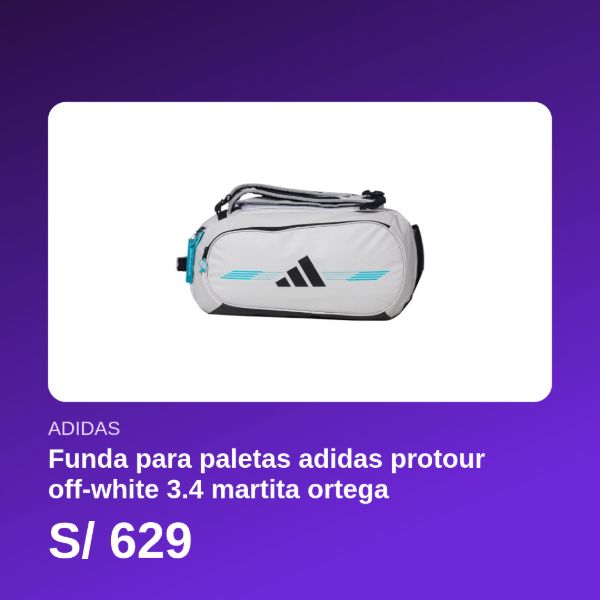 ADIDAS
Funda para paletas adidas protour
off-white 3.4 martita ortega
S/ 629